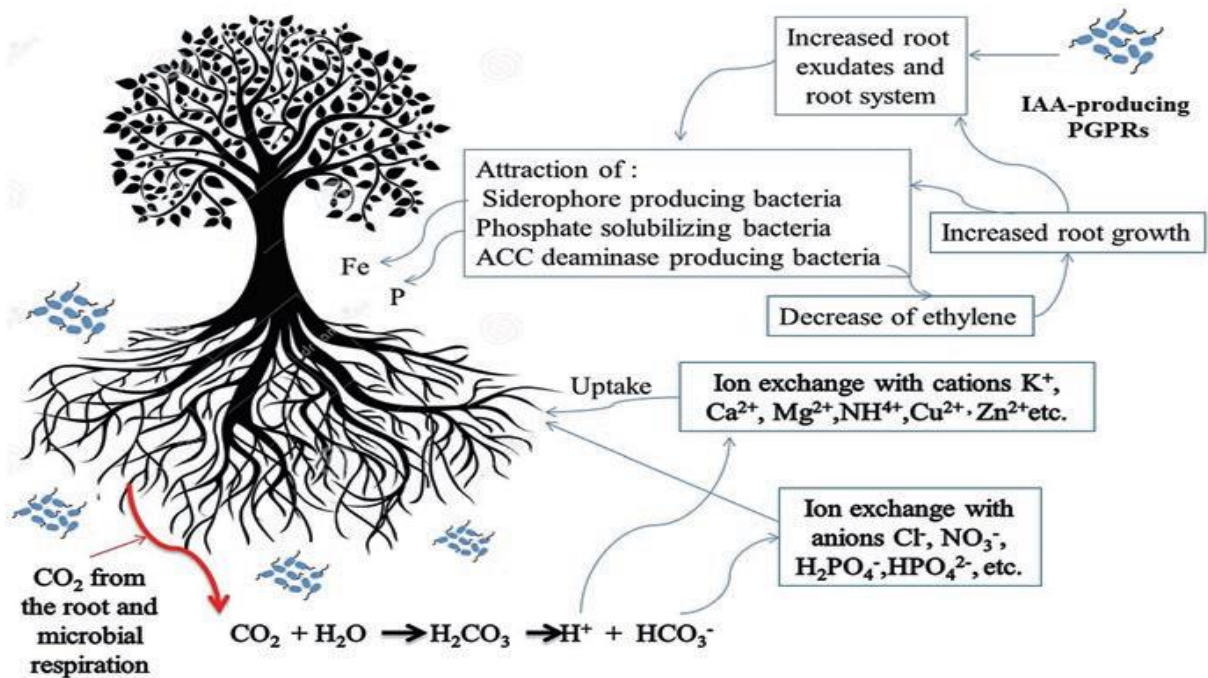 Increased root
exudates and
root system
IAA-producing
PGPRs
Attraction of :
Siderophore producing bacteria
Phosphate solubilizing bacteria
ACC deaminase producing bacteria
Increased root growth
Fe
P
Decrease of ethylene
Uptake
Ion exchange with cations K⁺,
Ca²⁺, Mg²⁺,NH⁴⁺,Cu²⁺, Zn²⁺etc.
Ion exchange with
anions Cl⁻, NO₃⁻,
H₂PO₄⁻,HPO₄²⁻, etc.
CO₂ from
the root and
microbial
respiration
CO₂ + H₂O → H₂CO₃ → H⁺ + HCO₃⁻